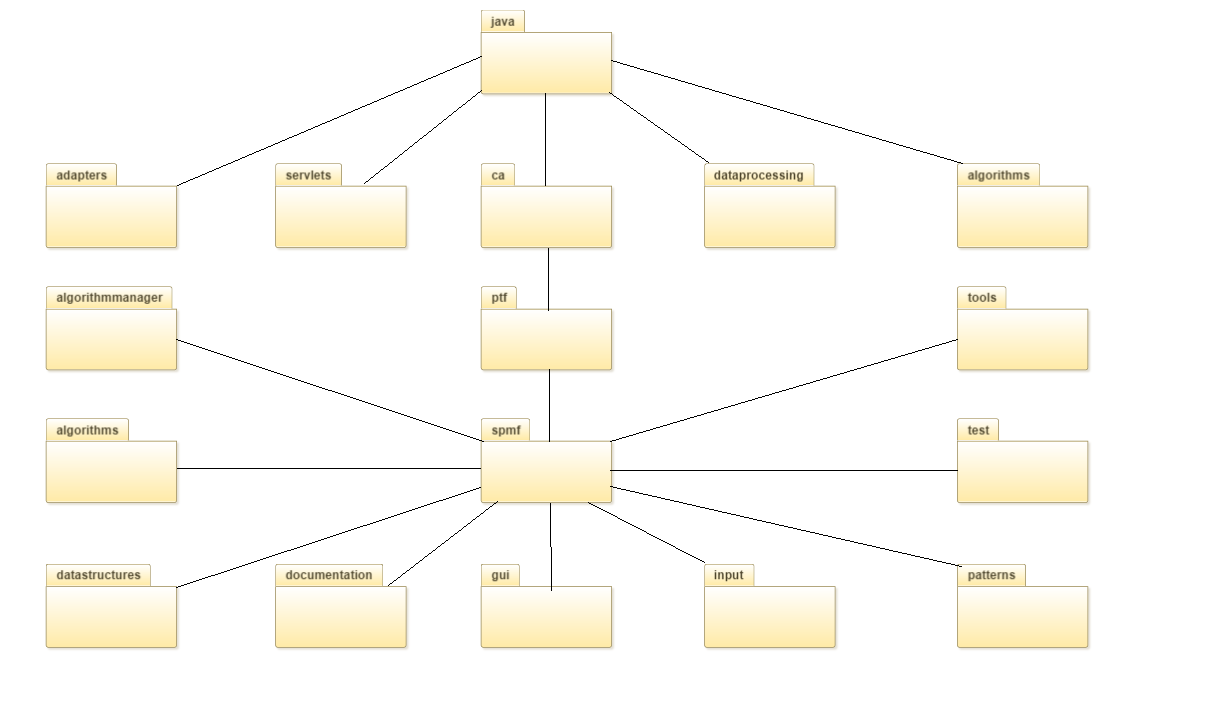 java
adapters
servlets
ca
dataprocessing
algorithms
algorithmmanager
ptf
tools
algorithms
spmf
test
datastructures
documentation
gui
input
patterns